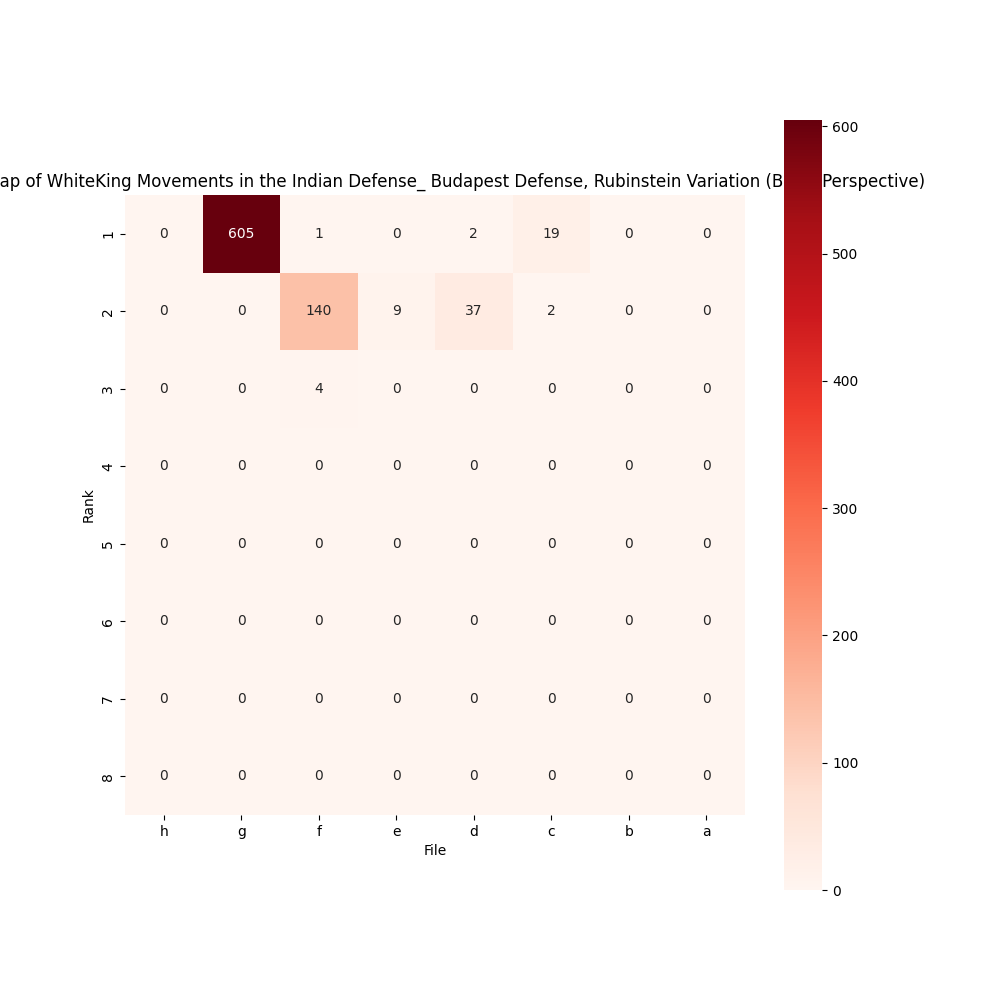 ap of WhiteKing Movements in the Indian Defense_ Budapest Defense, Rubinstein Variation (B Perspective)
1 0 605 1 0 2 19 0 0
2 0 0 140 9 37 2 0 0
3 0 0 4 0 0 0 0 0
4 0 0 0 0 0 0 0 0
5 0 0 0 0 0 0 0 0
6 0 0 0 0 0 0 0 0
7 0 0 0 0 0 0 0 0
8 0 0 0 0 0 0 0 0
Rank
h g f e d c b a
File
600
500
400
300
200
100
0